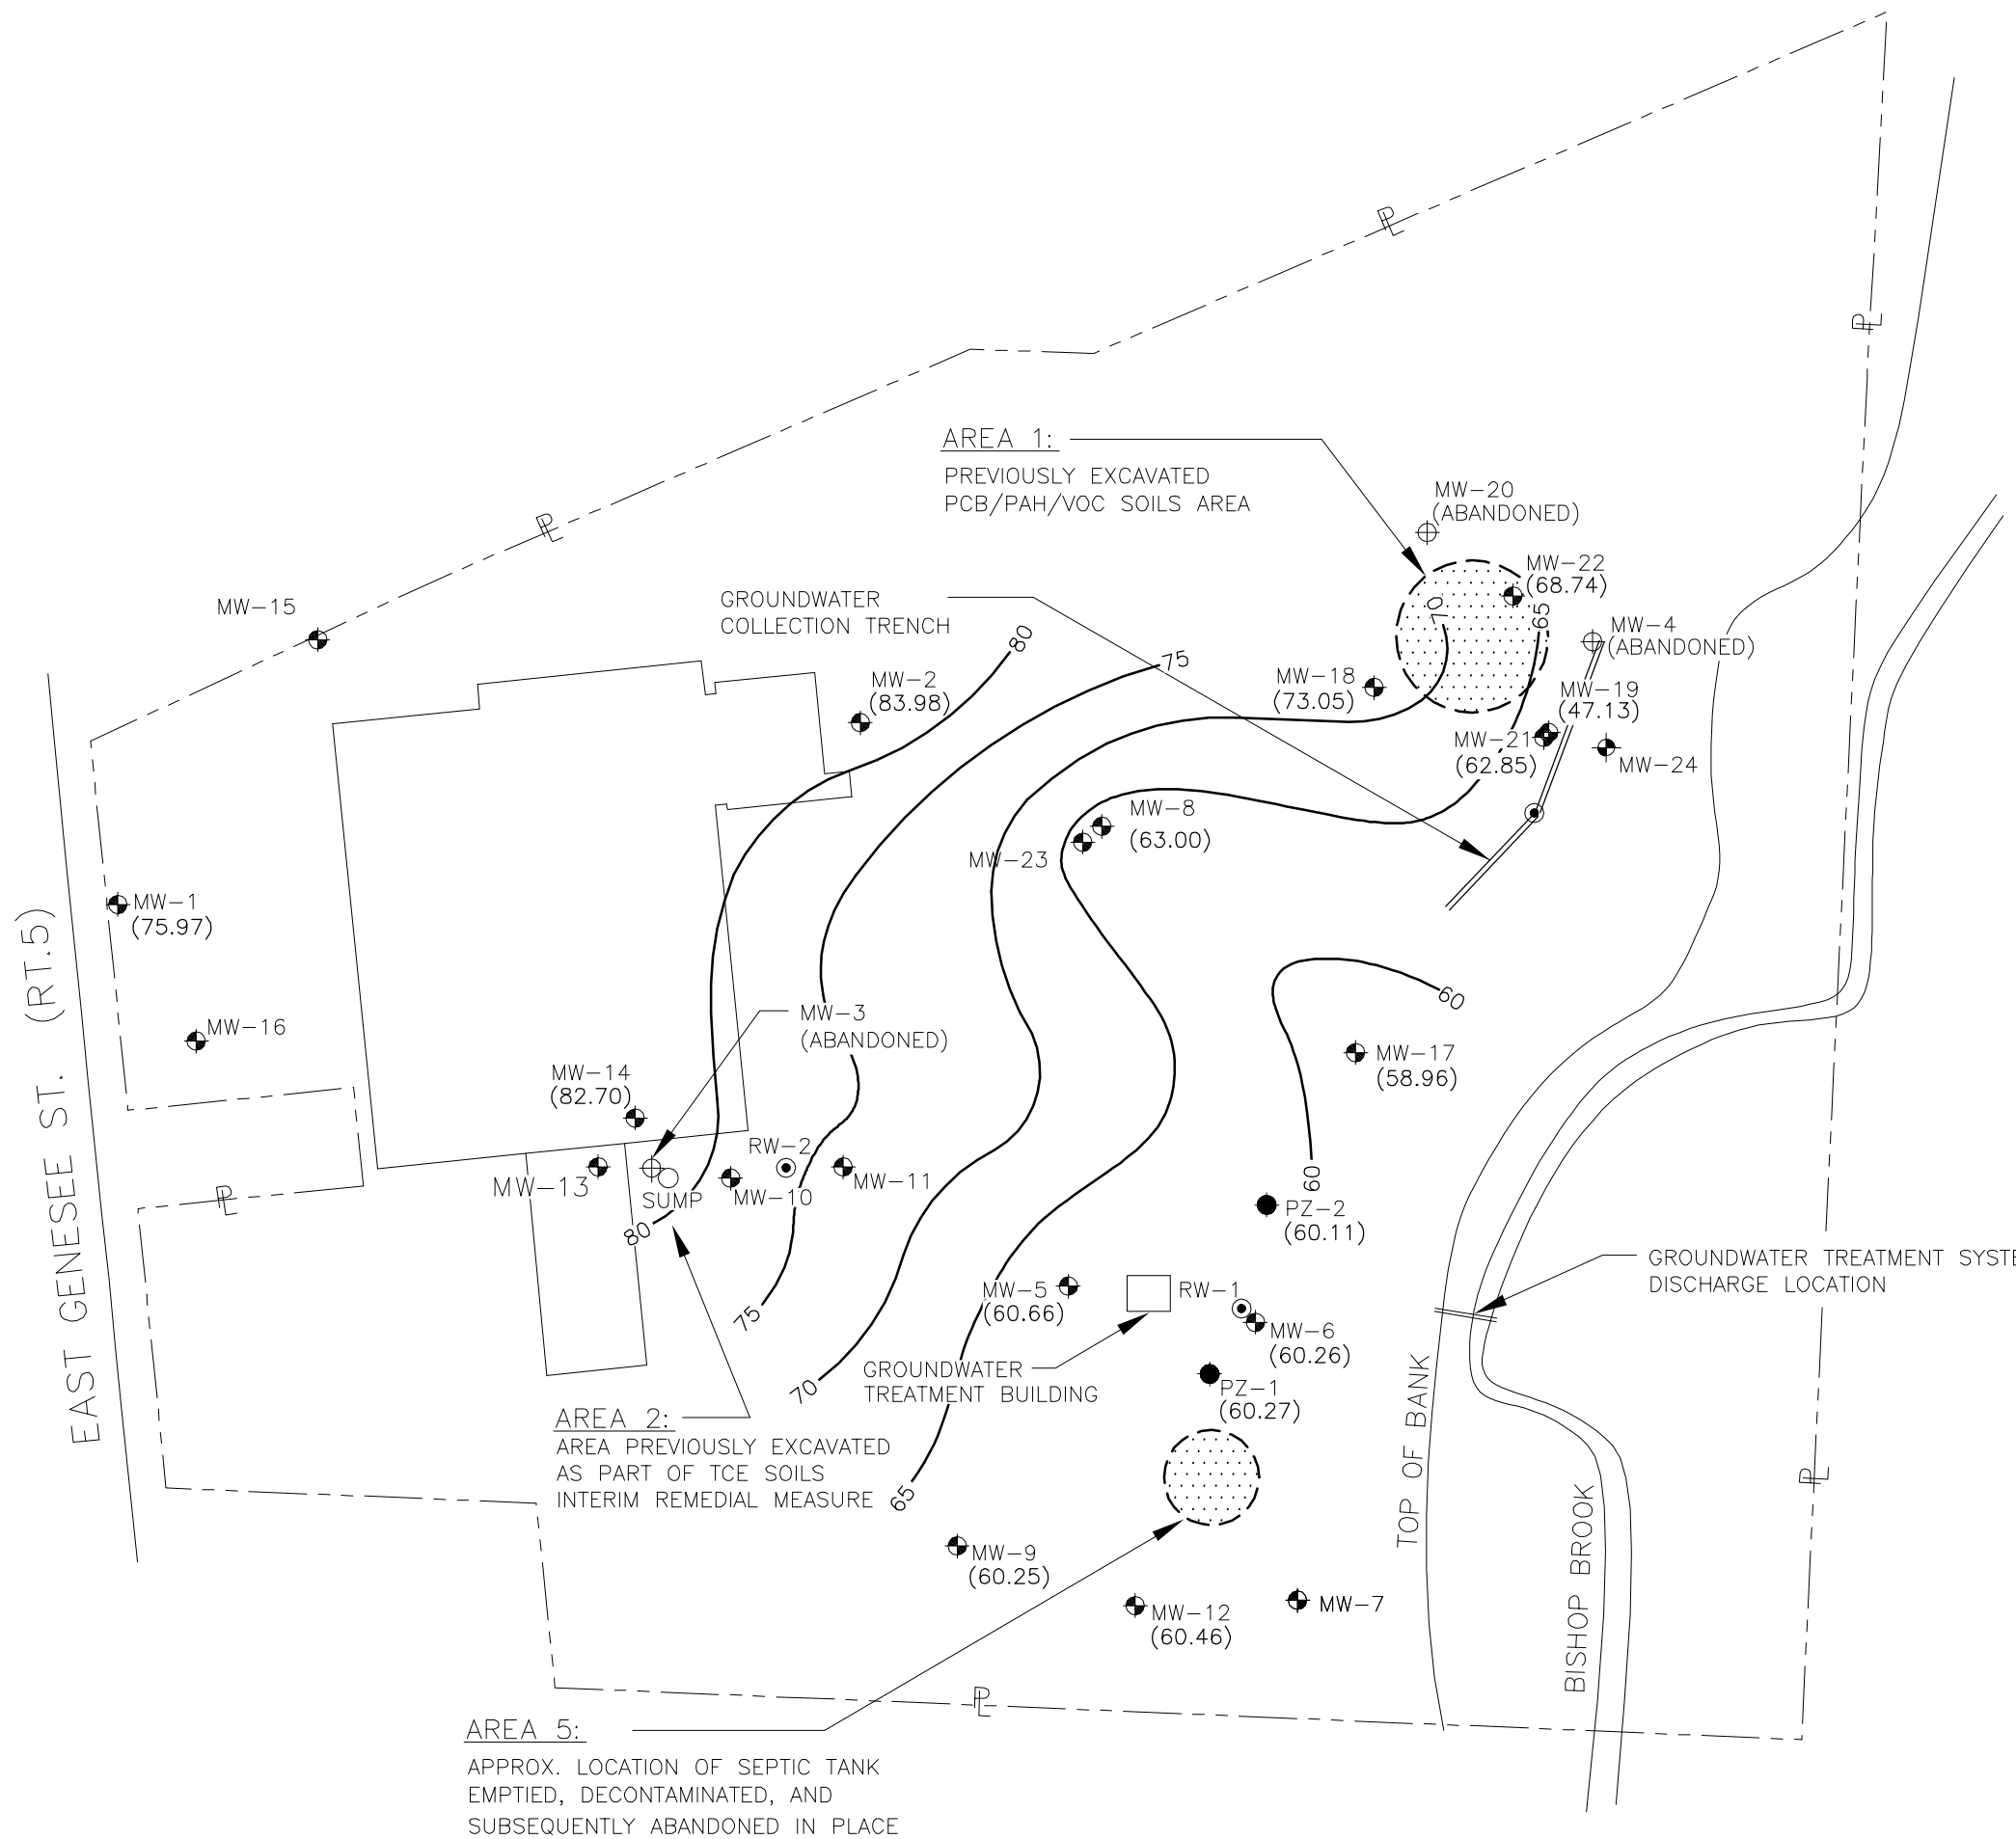 AREA 1:
PREVIOUSLY EXCAVATED
PCB/PAH/VOC SOILS AREA
MW-20
(ABANDONED)
MW-22
(68.74)
MW-4
(ABANDONED)
MW-15
GROUNDWATER
COLLECTION TRENCH
70
65
80
75
MW-2
(83.98)
MW-18
(73.05)
MW-19
(47.13)
MW-21
(62.85)
MW-24
MW-8
(63.00)
MW-23
MW-1
(75.97)
EAST GENESEE ST. (RT.5)
MW-16
MW-3
(ABANDONED)
60
MW-14
(82.70)
MW-17
(58.96)
RW-2
MW-13
SUMP
MW-10
MW-11
60
80
PZ-2
(60.11)
GROUNDWATER TREATMENT SYSTE
DISCHARGE LOCATION
MW-5
(60.66)
RW-1
75
MW-6
(60.26)
GROUNDWATER
TREATMENT BUILDING
70
PZ-1
(60.27)
AREA 2:
AREA PREVIOUSLY EXCAVATED
AS PART OF TCE SOILS
INTERIM REMEDIAL MEASURE
65
TOP OF BANK
BISHOP BROOK
MW-9
(60.25)
MW-12
(60.46)
MW-7
PL
PL
PL
PL
PL
PL
AREA 5:
APPROX. LOCATION OF SEPTIC TANK
EMPTIED, DECONTAMINATED, AND
SUBSEQUENTLY ABANDONED IN PLACE